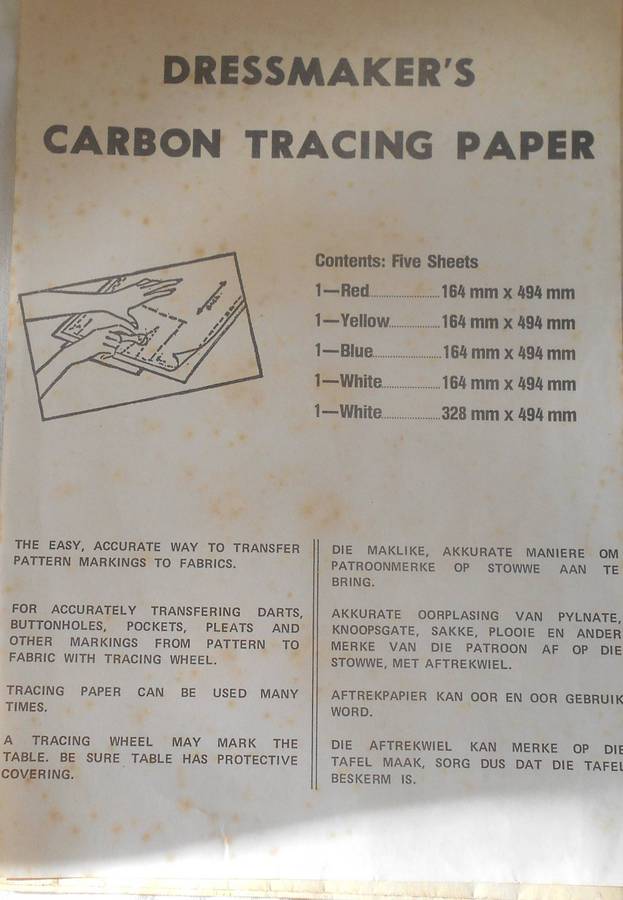 DRESSMAKER'S
CARBON TRACING PAPER
Contents: Five Sheets
1—Red.....................164 mm x 494 mm
1—Yellow...............164 mm x 494 mm
1—Blue....................164 mm x 494 mm
1—White.................164 mm x 494 mm
1—White.................328 mm x 494 mm
THE EASY, ACCURATE WAY TO TRANSFER
PATTERN MARKINGS TO FABRICS.
FOR ACCURATELY TRANSFERING DARTS,
BUTTONHOLES, POCKETS, PLEATS AND
OTHER MARKINGS FROM PATTERN TO
FABRIC WITH TRACING WHEEL.
TRACING PAPER CAN BE USED MANY
TIMES.
A TRACING WHEEL MAY MARK THE
TABLE. BE SURE TABLE HAS PROTECTIVE
COVERING.
DIE MAKLIKE, AKKURATE MANIERE OM
PATROONMERKE OP STOWWE AAN TE
BRING.
AKKURATE OORPLASING VAN PYLNATE,
KNOOPSGATE, SAKKE, PLOOIE EN ANDER
MERKE VAN DIE PATROON AF OP DIE
STOWWE, MET AFTREKWIEL.
AFTREKPAPIER KAN OOR EN OOR GEBRUIK
WORD.
DIE AFTREKWIEL KAN MERKE OP DIE
TAFEL MAAK, SORG DUS DAT DIE TAFEL
BESKERM IS.